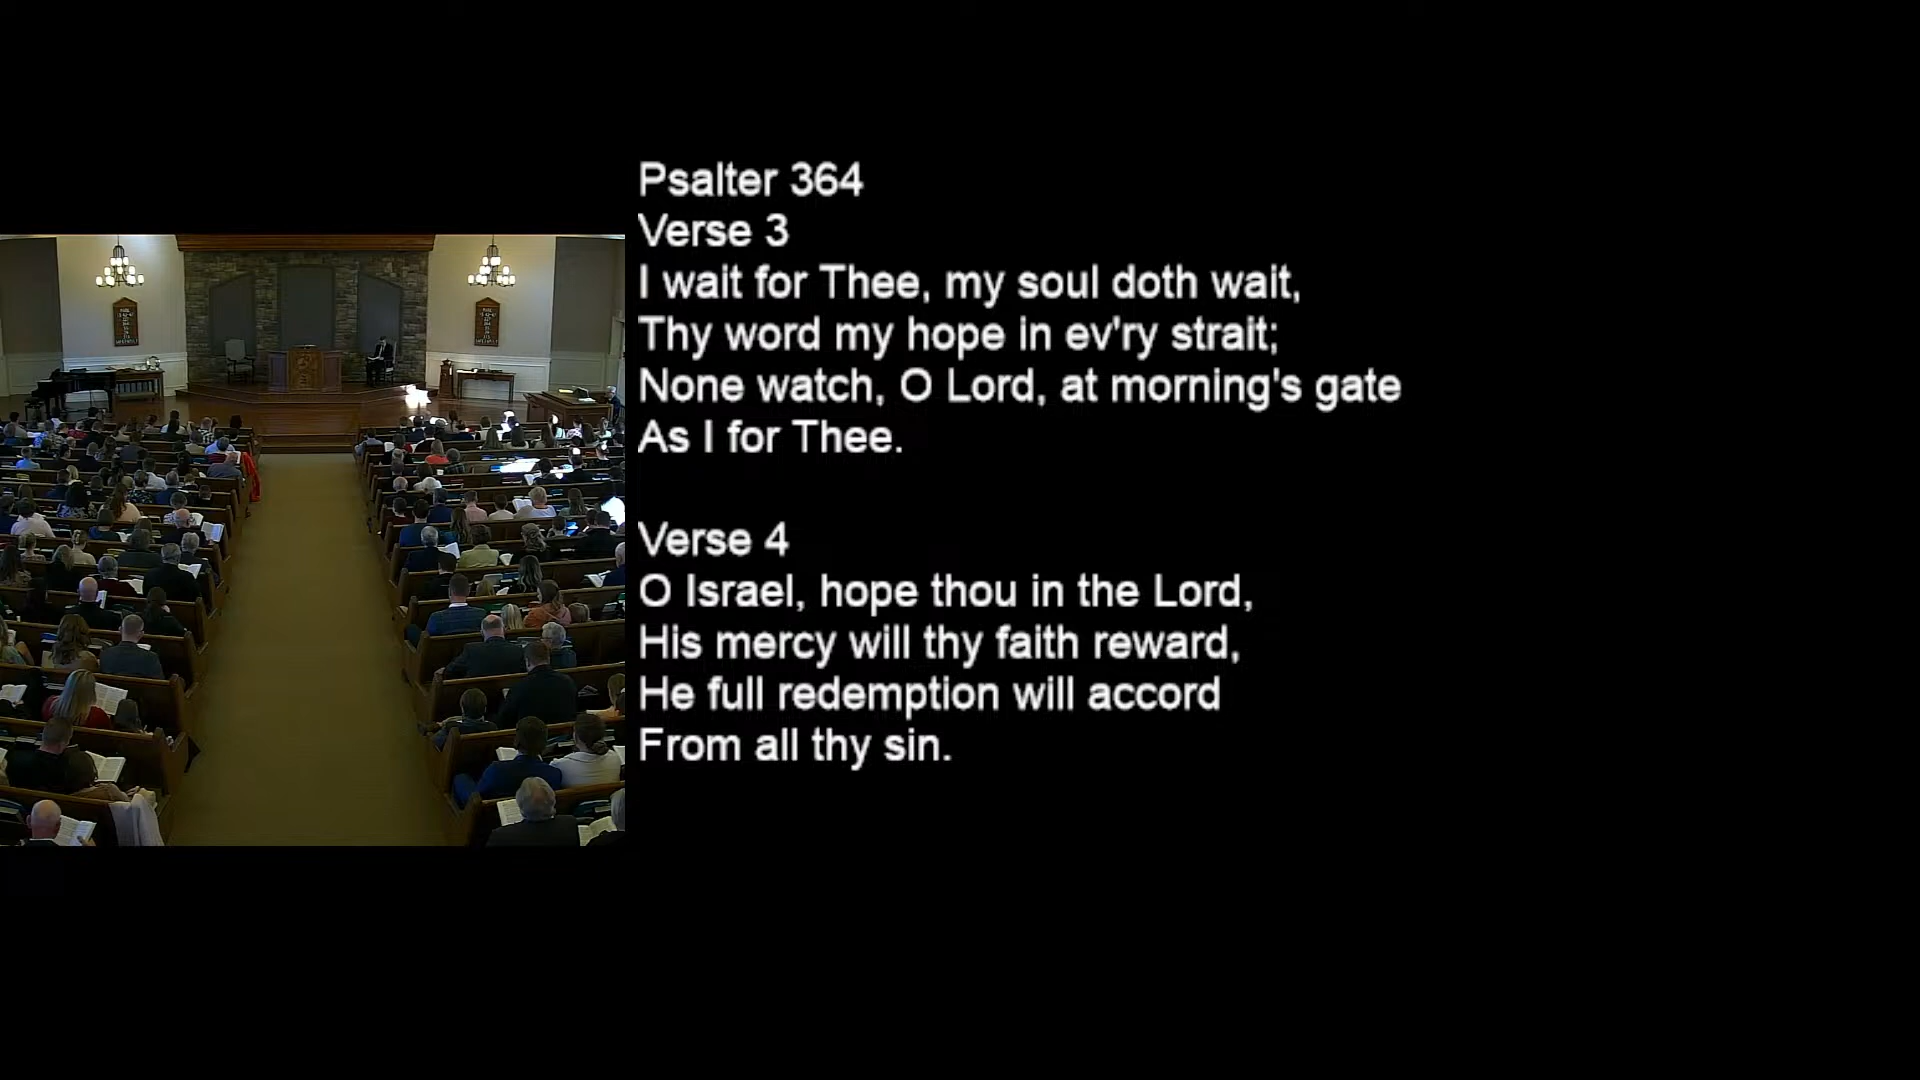 Psalter 364
Verse 3
I wait for Thee, my soul doth wait,
Thy word my hope in ev'ry strait;
None watch, O Lord, at morning's gate
As I for Thee.
Verse 4
O Israel, hope thou in the Lord,
His mercy will thy faith reward,
He full redemption will accord
From all thy sin.